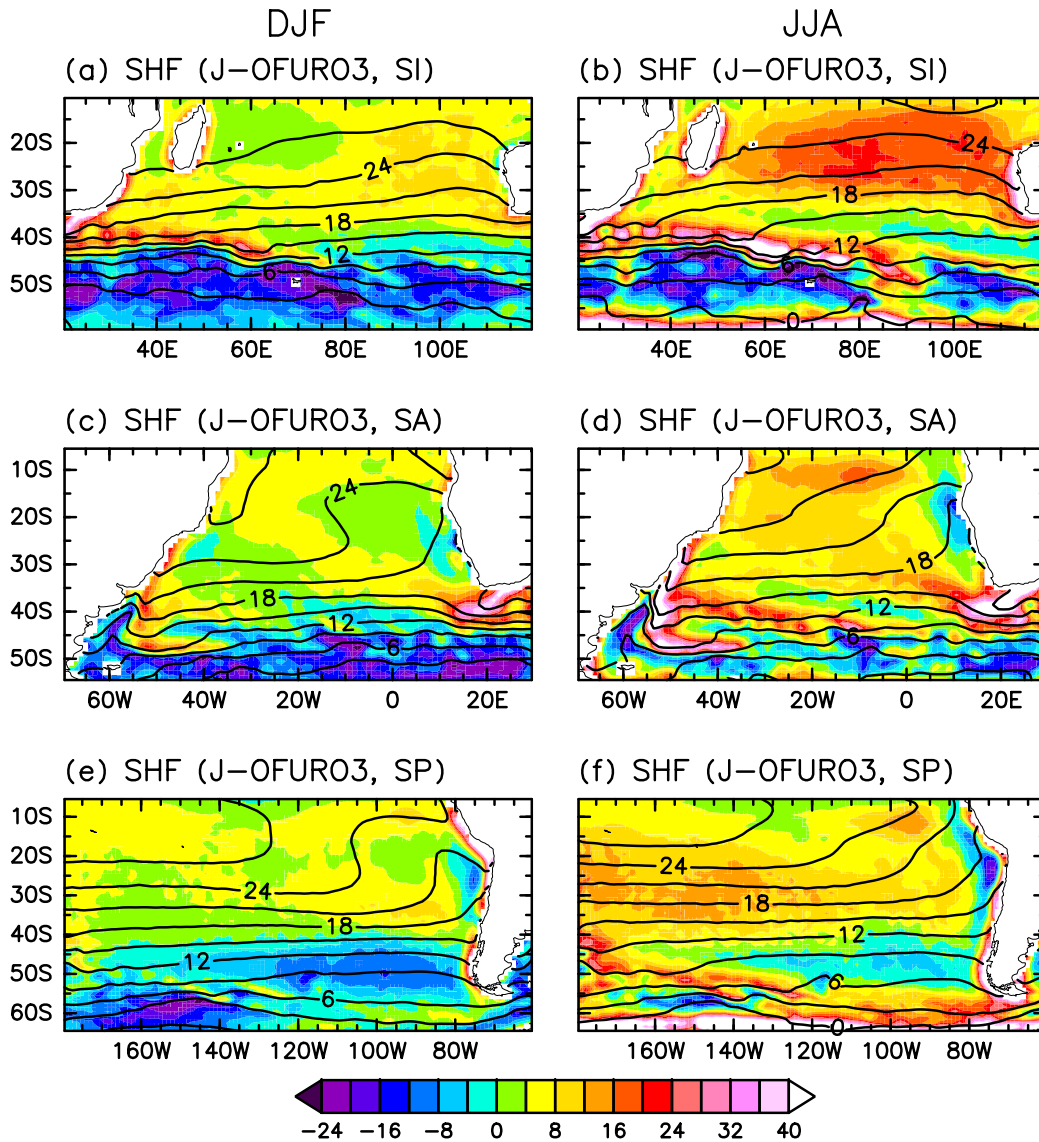 DJF JJA
(a) SHF (J-OFURO3, SI) (b) SHF (J-OFURO3, SI)
20S
30S
40S
50S
24
18
12
6
24
12
6
0
40E 60E 80E 100E 40E 60E 80E 100E
(c) SHF (J-OFURO3, SA) (d) SHF (J-OFURO3, SA)
10S
20S
30S
40S
50S
24
18
12
6
18
12
6
60W 40W 20W 0 20E 60W 40W 20W 0 20E
(e) SHF (J-OFURO3, SP) (f) SHF (J-OFURO3, SP)
10S
20S
30S
40S
50S
60S
24
18
12
6
24
18
12
6
0
160W 140W 120W 100W 80W 160W 140W 120W 100W 80W
-24 -16 -8 0 8 16 24 32 40